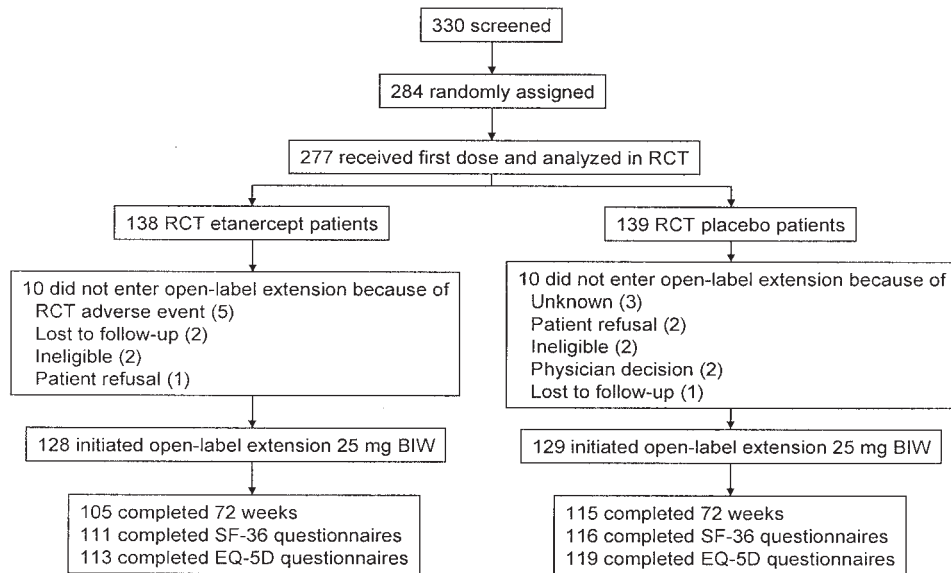 330 screened
284 randomly assigned
277 received first dose and analyzed in RCT
138 RCT etanercept patients
139 RCT placebo patients
10 did not enter open-label extension because of
RCT adverse event (5)
Lost to follow-up (2)
Ineligible (2)
Patient refusal (1)
10 did not enter open-label extension because of
Unknown (3)
Patient refusal (2)
Ineligible (2)
Physician decision (2)
Lost to follow-up (1)
128 initiated open-label extension 25 mg BIW
129 initiated open-label extension 25 mg BIW
105 completed 72 weeks
111 completed SF-36 questionnaires
113 completed EQ-5D questionnaires
115 completed 72 weeks
116 completed SF-36 questionnaires
119 completed EQ-5D questionnaires